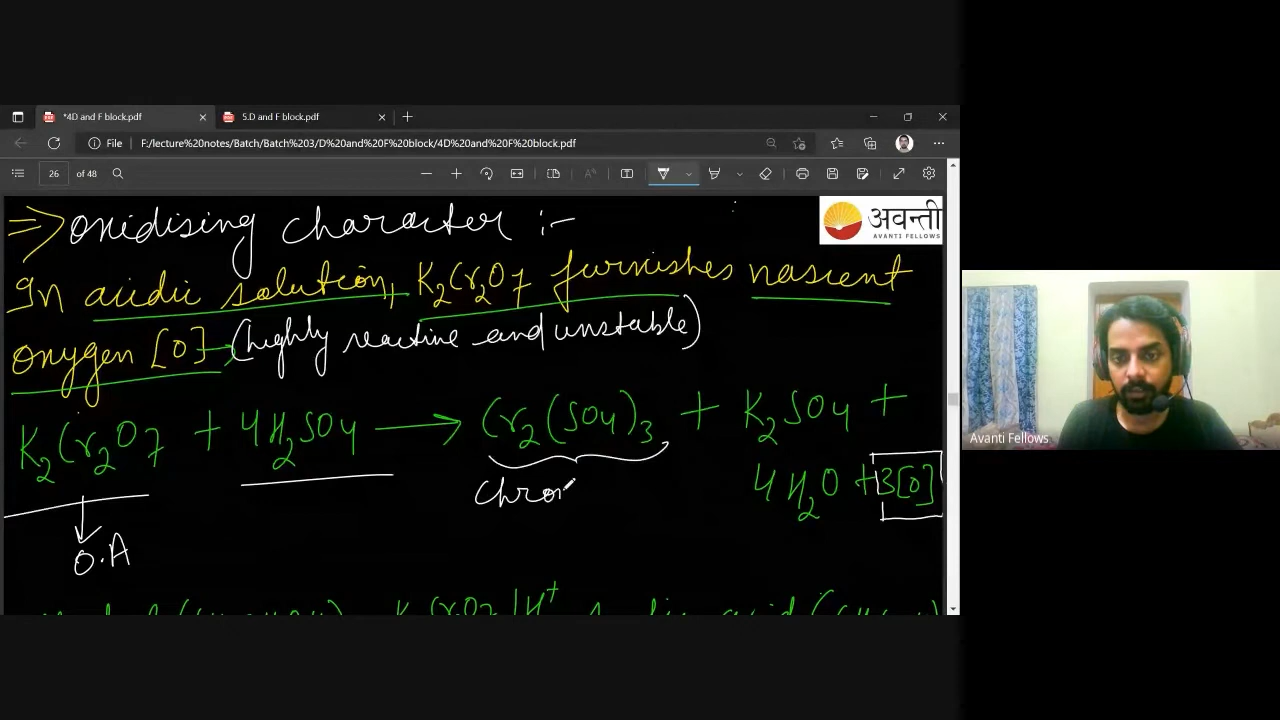 *4D and F block.pdf
5.D and F block.pdf
File
F:/lecture%20notes/Batch/Batch%203/D%20and%20F%20block/4D%20and%20F%20block.pdf
26 of 48
अवन्ती
AVANTI FELLOWS
=> Oxidising character :-
In acidic solution, K2Cr2O7 furnishes nascent
oxygen [O] → (highly reactive and unstable)
K2Cr2O7 + 4H2SO4 → Cr2(SO4)3 + K2SO4 +
4H2O + 3[O]
Chrom
O.A
K2Cr2O7/H+
Avanti Fellows